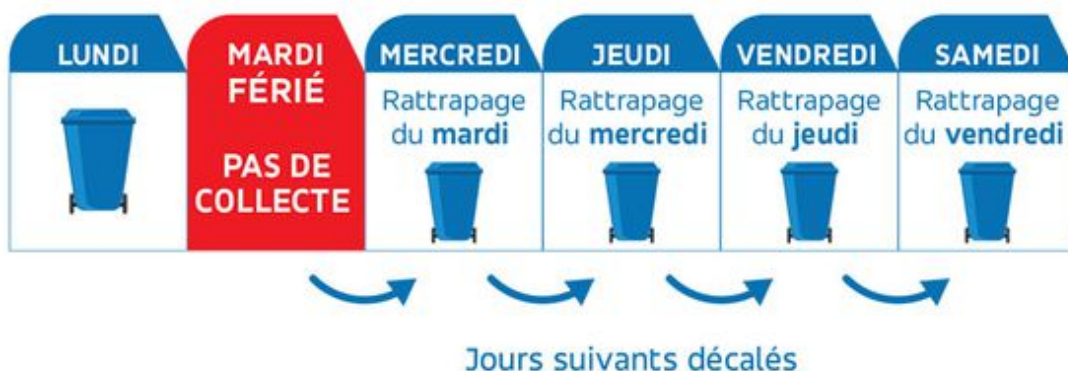 LUNDI
MARDI
FÉRIÉ
PAS DE
COLLECTE
MERCREDI
Rattrapage
du mardi
JEUDI
Rattrapage
du mercredi
VENDREDI
Rattrapage
du jeudi
SAMEDI
Rattrapage
du vendredi
Jours suivants décalés